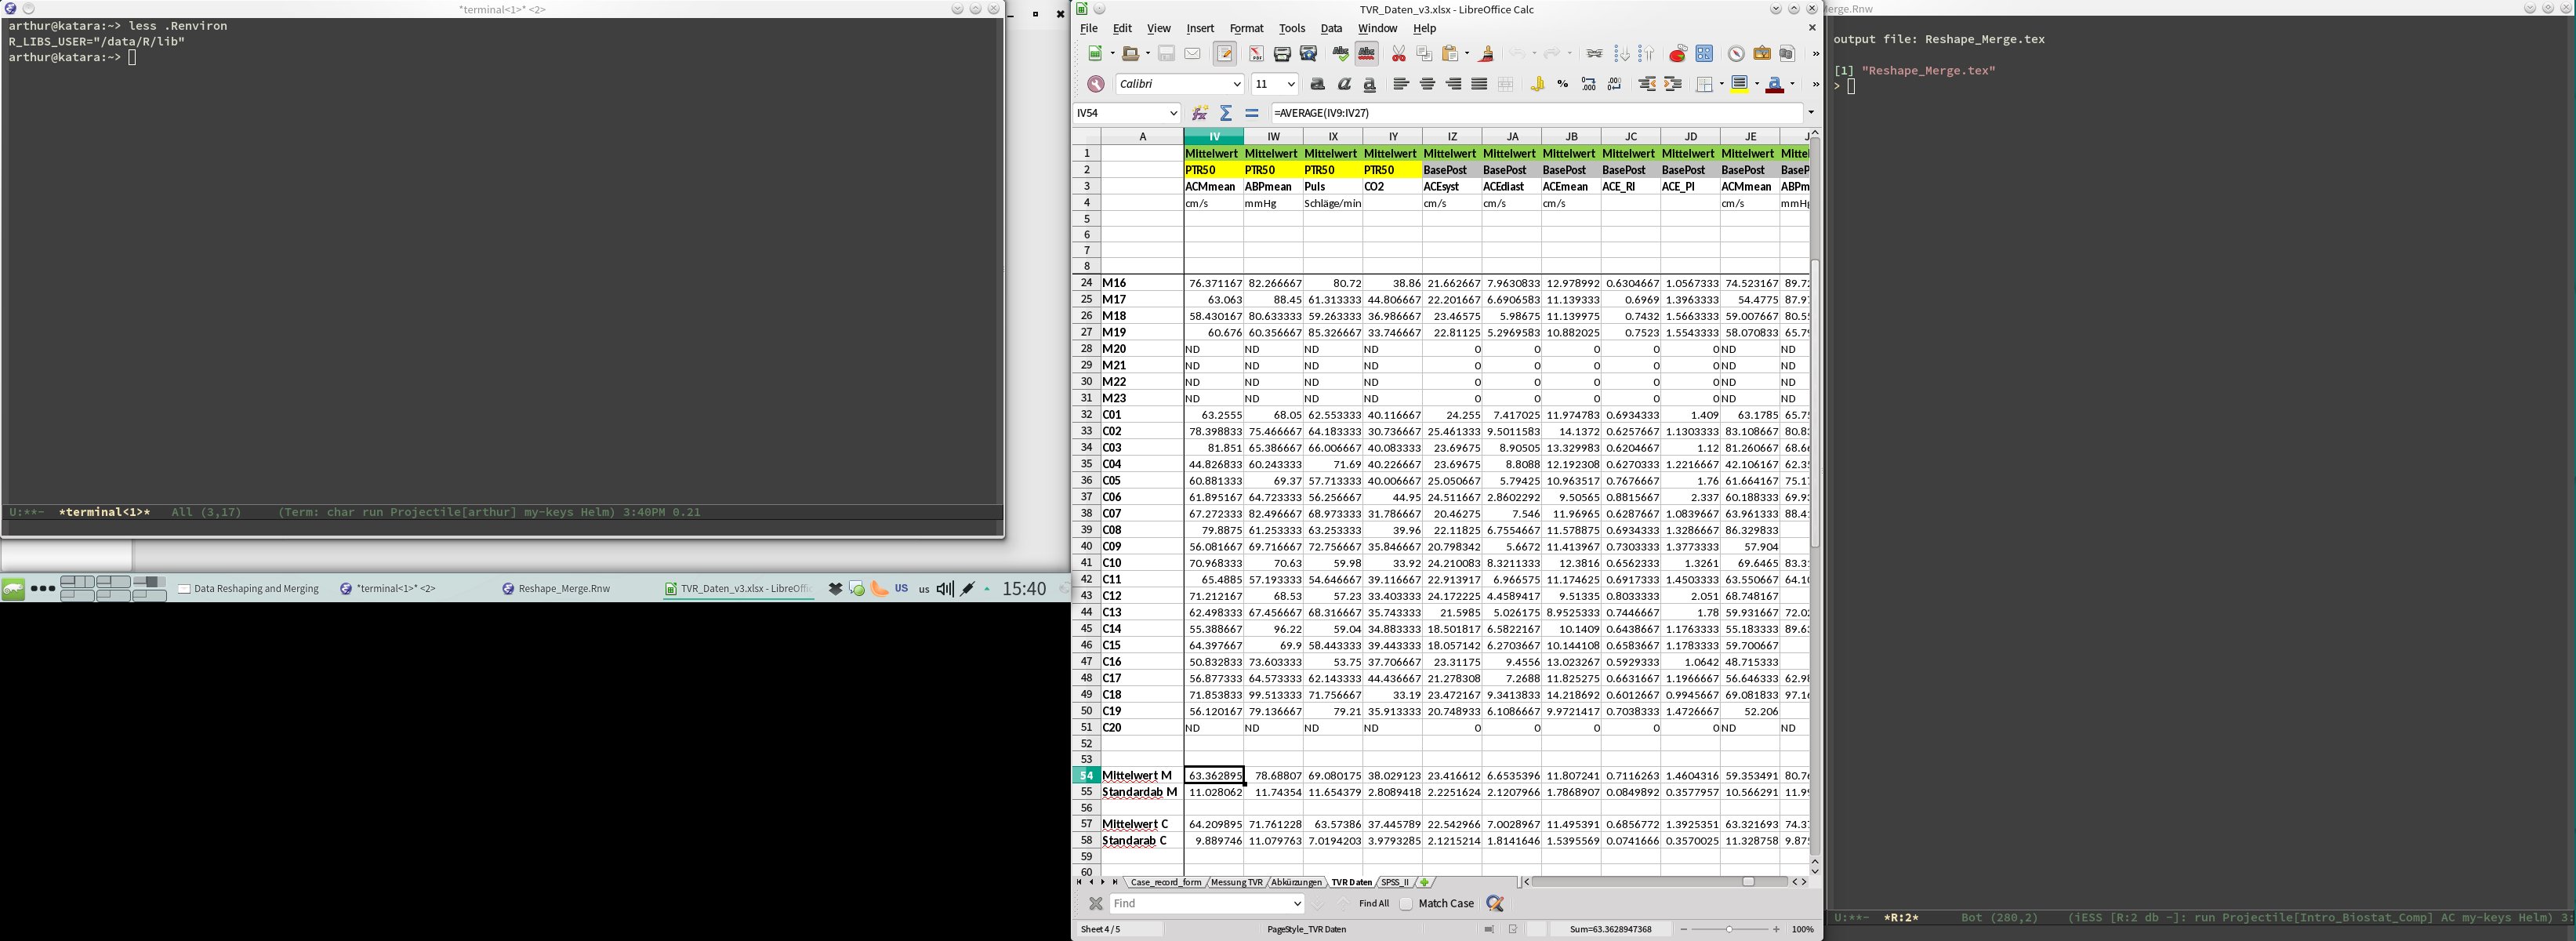 *terminal<1>* <2>
arthur@katara:~> less .Renviron
R_LIBS_USER="/data/R/lib"
arthur@katara:~>
U:**-  *terminal<1>*   All (3,17)     (Term: char run Projectile[arthur] my-keys Helm) 3:40PM 0.21
Data Reshaping and Merging
*terminal<1>* <2>
Reshape_Merge.Rnw
TVR_Daten_v3.xlsx - LibreOffic
US us 15:40
TVR_Daten_v3.xlsx - LibreOffice Calc
File Edit View Insert Format Tools Data Window Help
Calibri 11
IV54 =AVERAGE(IV9:IV27)
A IV IW IX IY IZ JA JB JC JD JE J
1 Mittelwert Mittelwert Mittelwert Mittelwert Mittelwert Mittelwert Mittelwert Mittelwert Mittelwert Mittelwert Mittel
2 PTR50 PTR50 PTR50 PTR50 BasePost BasePost BasePost BasePost BasePost BasePost BaseP
3 ACMmean ABPmean Puls CO2 ACEsyst ACEdiast ACEmean ACE_RI ACE_PI ACMmean ABPm
4 cm/s mmHg Schläge/min cm/s cm/s cm/s cm/s mmHg
5
6
7
8
24 M16 76.371167 82.266667 80.72 38.86 21.662667 7.9630833 12.978992 0.6304667 1.0567333 74.523167 89.72
25 M17 63.063 88.45 61.313333 44.806667 22.201667 6.6906583 11.139333 0.6969 1.3963333 54.4775 87.97
26 M18 58.430167 80.633333 59.263333 36.986667 23.46575 5.98675 11.139975 0.7432 1.5663333 59.007667 80.55
27 M19 60.676 60.356667 85.326667 33.746667 22.81125 5.2969583 10.882025 0.7523 1.5543333 58.070833 65.79
28 M20 ND ND ND ND 0 0 0 0 0 ND ND
29 M21 ND ND ND ND 0 0 0 0 0 ND ND
30 M22 ND ND ND ND 0 0 0 0 0 ND ND
31 M23 ND ND ND ND 0 0 0 0 0 ND ND
32 C01 63.2555 68.05 62.553333 40.116667 24.255 7.417025 11.974783 0.6934333 1.409 63.1785 65.75
33 C02 78.398833 75.466667 64.183333 30.736667 25.461333 9.5011583 14.1372 0.6257667 1.1303333 83.108667 80.83
34 C03 81.851 65.386667 66.006667 40.083333 23.69675 8.90505 13.329983 0.6204667 1.12 81.260667 68.66
35 C04 44.826833 60.243333 71.69 40.226667 23.69675 8.8088 12.192308 0.6270333 1.2216667 42.106167 62.35
36 C05 60.881333 69.37 57.713333 40.006667 25.050667 5.79425 10.963517 0.7676667 1.76 61.664167 75.17
37 C06 61.895167 64.723333 56.256667 44.95 24.511667 2.8602292 9.50565 0.8815667 2.337 60.188333 69.93
38 C07 67.272333 82.496667 68.973333 31.786667 20.46275 7.546 11.96965 0.6287667 1.0839667 63.961333 88.41
39 C08 79.8875 61.253333 63.253333 39.96 22.11825 6.7554667 11.578875 0.6934333 1.3286667 86.329833
40 C09 56.081667 69.716667 72.756667 35.846667 20.798342 5.6672 11.413967 0.7303333 1.3773333 57.904
41 C10 70.968333 70.63 59.98 33.92 24.210083 8.3211333 12.3816 0.6562333 1.3261 69.6465 83.31
42 C11 65.4885 57.193333 54.646667 39.116667 22.913917 6.966575 11.174625 0.6917333 1.4503333 63.550667 64.10
43 C12 71.212167 68.53 57.23 33.403333 24.172225 4.4589417 9.51335 0.8033333 2.051 68.748167
44 C13 62.498333 67.456667 68.316667 35.743333 21.5985 5.026175 8.9525333 0.7446667 1.78 59.931667 72.02
45 C14 55.388667 96.22 59.04 34.883333 18.501817 6.5822167 10.1409 0.6438667 1.1763333 55.183333 89.63
46 C15 64.397667 69.9 58.443333 39.443333 18.057142 6.2703667 10.144108 0.6583667 1.1783333 59.700667
47 C16 50.832833 73.603333 53.75 37.706667 23.31175 9.4556 13.023267 0.5929333 1.0642 48.715333
48 C17 56.877333 64.573333 62.143333 44.436667 21.278308 7.2688 11.825275 0.6631667 1.1966667 56.646333 62.98
49 C18 71.853833 99.513333 71.756667 33.19 23.472167 9.3413833 14.218692 0.6012667 0.9945667 69.081833 97.16
50 C19 56.120167 79.136667 79.21 35.913333 20.748933 6.1086667 9.9721417 0.7038333 1.4726667 52.206
51 C20 ND ND ND ND 0 0 0 0 0 ND ND
52
53
54 Mittelwert M 63.362895 78.68807 69.080175 38.029123 23.416612 6.6535396 11.807241 0.7116263 1.4604316 59.353491 80.76
55 Standardab M 11.028062 11.74354 11.654379 2.8089418 2.2251624 2.1207966 1.7868907 0.0849892 0.3577957 10.566291 11.99
56
57 Mittelwert C 64.209895 71.761228 63.57386 37.445789 22.542966 7.0028967 11.495391 0.6856772 1.3925351 63.321693 74.37
58 Standarab C 9.889746 11.079763 7.0194203 3.9793285 2.1215214 1.8141646 1.5395569 0.0741666 0.3570025 11.328758 9.875
59
60
Case_record_form Messung TVR Abkürzungen TVR Daten SPSS_II
Find Find All Match Case
Sheet 4 / 5 PageStyle_TVR Daten Sum=63.3628947368 100%
Merge.Rnw
output file: Reshape_Merge.tex
[1] "Reshape_Merge.tex"
>
U:**-  *R:2*      Bot (280,2)    (iESS [R:2 db -]: run Projectile[Intro_Biostat_Comp] AC my-keys Helm) 3: